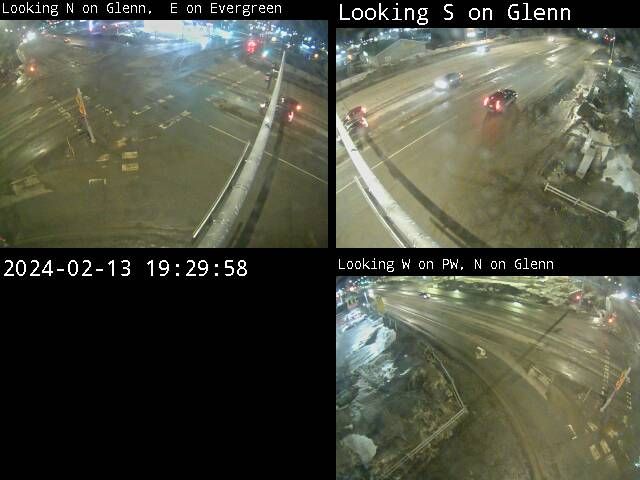 Looking N on Glenn,  E on Evergreen
Looking S on Glenn
2024-02-13 19:29:58
Looking W on PW, N on Glenn